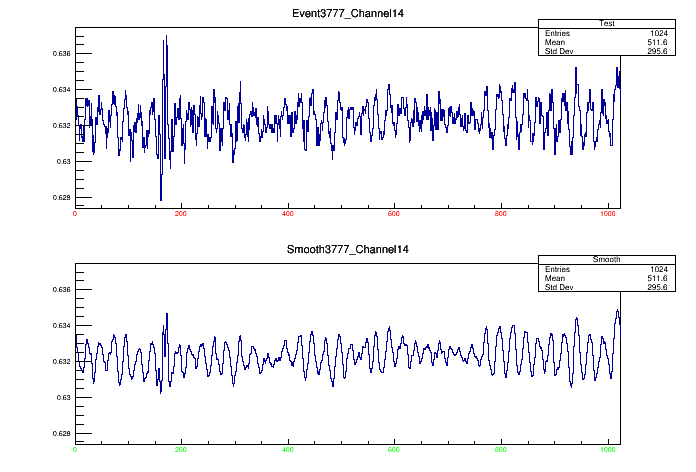 Event3777_Channel14
Test
Entries 1024
Mean 511.6
Std Dev 295.6
0.636
0.634
0.632
0.63
0.628
0 200 400 600 800 1000
Smooth3777_Channel14
Smooth
Entries 1024
Mean 511.6
Std Dev 295.6
0.636
0.634
0.632
0.63
0.628
0 200 400 600 800 1000